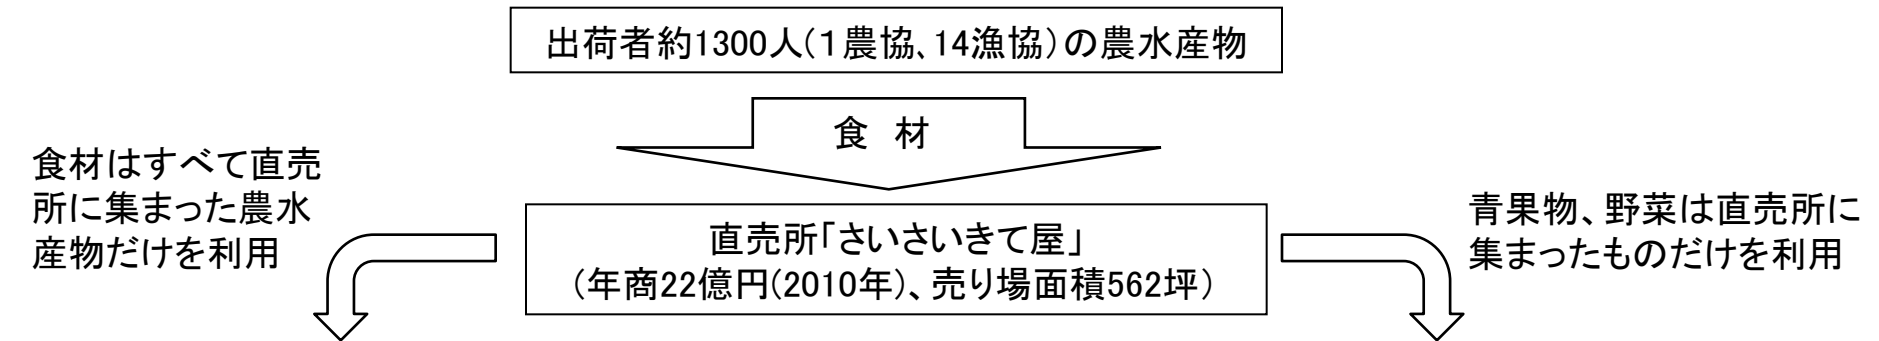 出荷者約1300人(１農協、14漁協)の農水産物
食　材
食材はすべて直売
所に集まった農水
産物だけを利用
直売所「さいさいきて屋」
(年商22億円(2010年)、売り場面積562坪)
青果物、野菜は直売所に
集まったものだけを利用